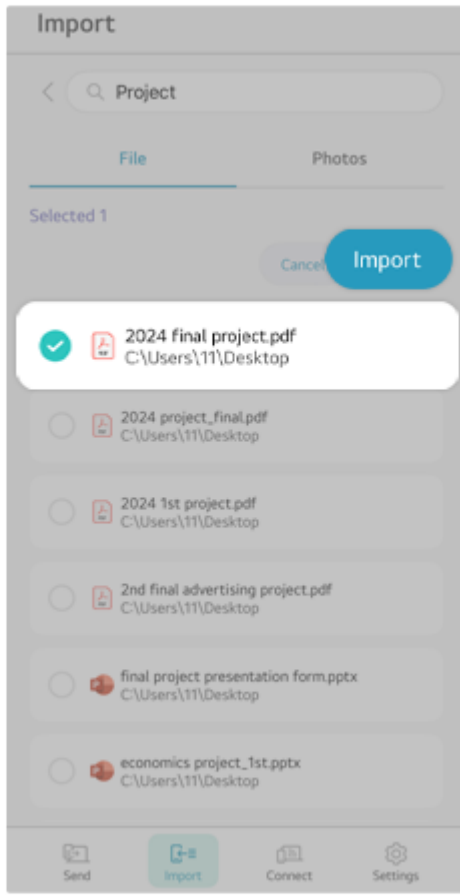 Import
Project
File
Photos
Selected 1
Cancel
Import
2024 final project.pdf
C:\Users\11\Desktop
2024 project_final.pdf
C:\Users\11\Desktop
2024 1st project.pdf
C:\Users\11\Desktop
2nd final advertising project.pdf
C:\Users\11\Desktop
final project presentation form.pptx
C:\Users\11\Desktop
economics project_1st.pptx
C:\Users\11\Desktop
Send
Import
Connect
Settings